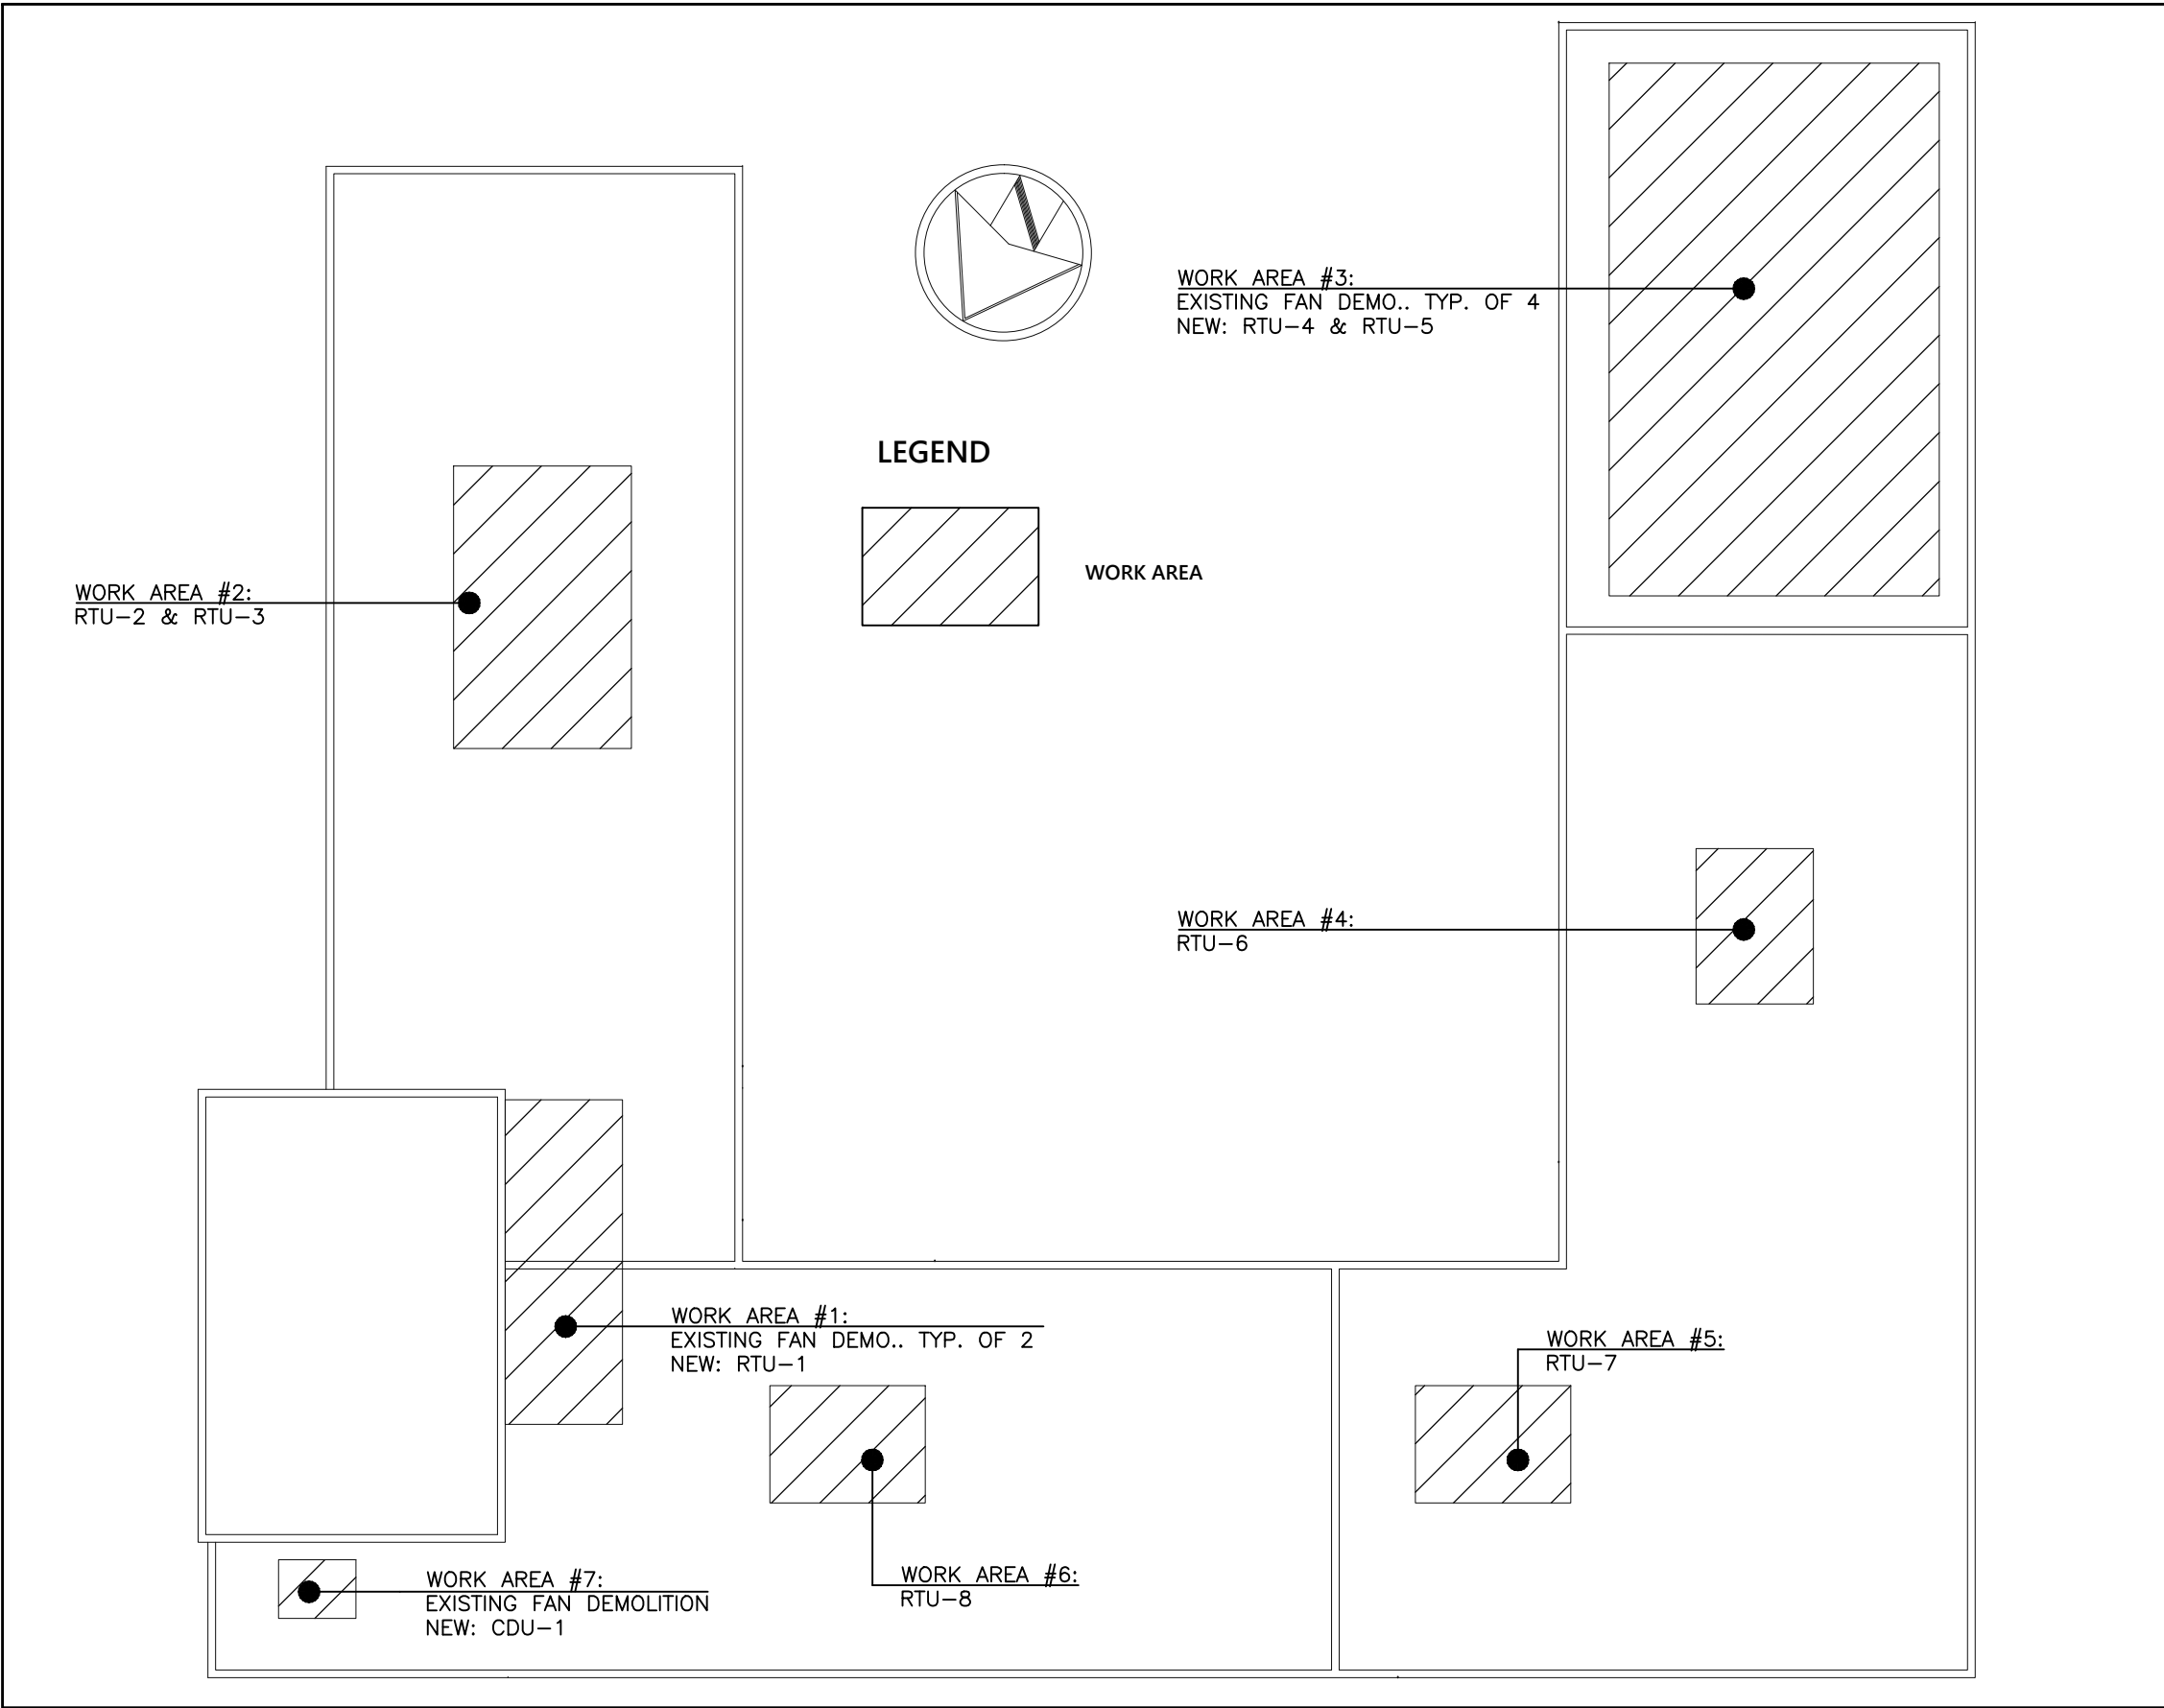 WORK AREA #3:
EXISTING FAN DEMO.. TYP. OF 4
NEW: RTU-4 & RTU-5
LEGEND
WORK AREA
WORK AREA #2:
RTU-2 & RTU-3
WORK AREA #4:
RTU-6
WORK AREA #1:
EXISTING FAN DEMO.. TYP. OF 2
NEW: RTU-1
WORK AREA #5:
RTU-7
WORK AREA #6:
RTU-8
WORK AREA #7:
EXISTING FAN DEMOLITION
NEW: CDU-1